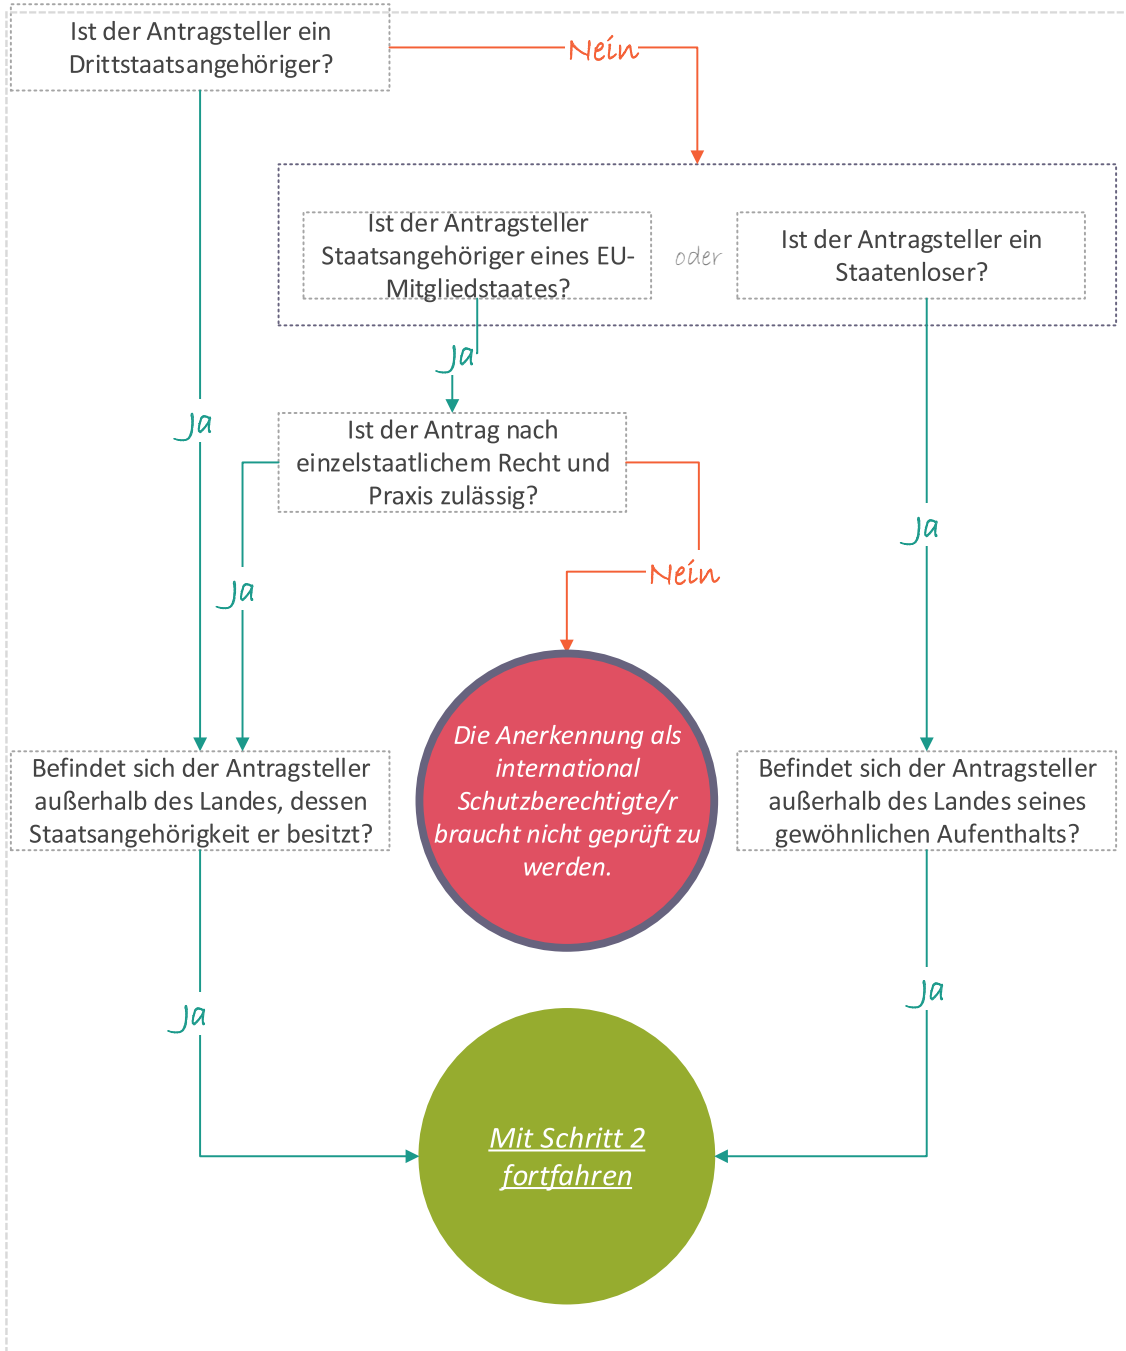 Ist der Antragsteller ein
Drittstaatsangehöriger?
Nein
Ist der Antragsteller
Staatsangehöriger eines EU-
Mitgliedstaates?
oder
Ist der Antragsteller ein
Staatenloser?
Ja
Ja
Ist der Antrag nach
einzelstaatlichem Recht und
Praxis zulässig?
Ja
Nein
Ja
Die Anerkennung als
international
Schutzberechtigte/r
braucht nicht geprüft zu
werden.
Befindet sich der Antragsteller
außerhalb des Landes, dessen
Staatsangehörigkeit er besitzt?
Befindet sich der Antragsteller
außerhalb des Landes seines
gewöhnlichen Aufenthalts?
Ja
Ja
Mit Schritt 2
fortfahren